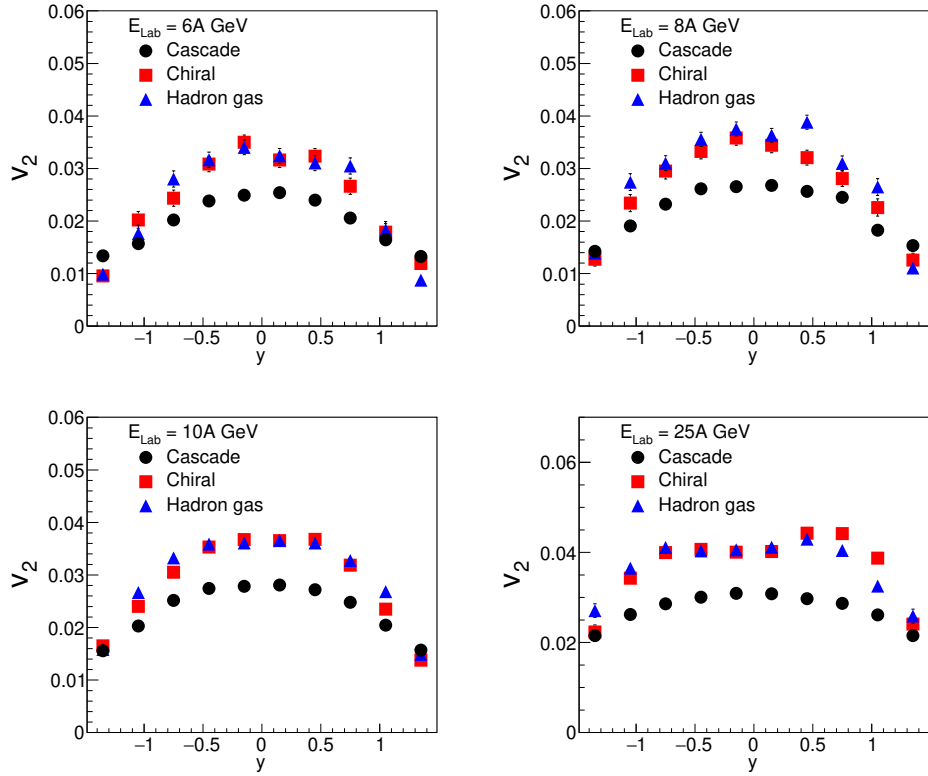 E_Lab = 6A GeV
Cascade
Chiral
Hadron gas
v_2
0.06
0.05
0.04
0.03
0.02
0.01
0
−1 −0.5 0 0.5 1
y
E_Lab = 8A GeV
Cascade
Chiral
Hadron gas
v_2
0.06
0.05
0.04
0.03
0.02
0.01
0
−1 −0.5 0 0.5 1
y
E_Lab = 10A GeV
Cascade
Chiral
Hadron gas
v_2
0.06
0.05
0.04
0.03
0.02
0.01
0
−1 −0.5 0 0.5 1
y
E_Lab = 25A GeV
Cascade
Chiral
Hadron gas
v_2
0.06
0.04
0.02
0
−1 −0.5 0 0.5 1
y